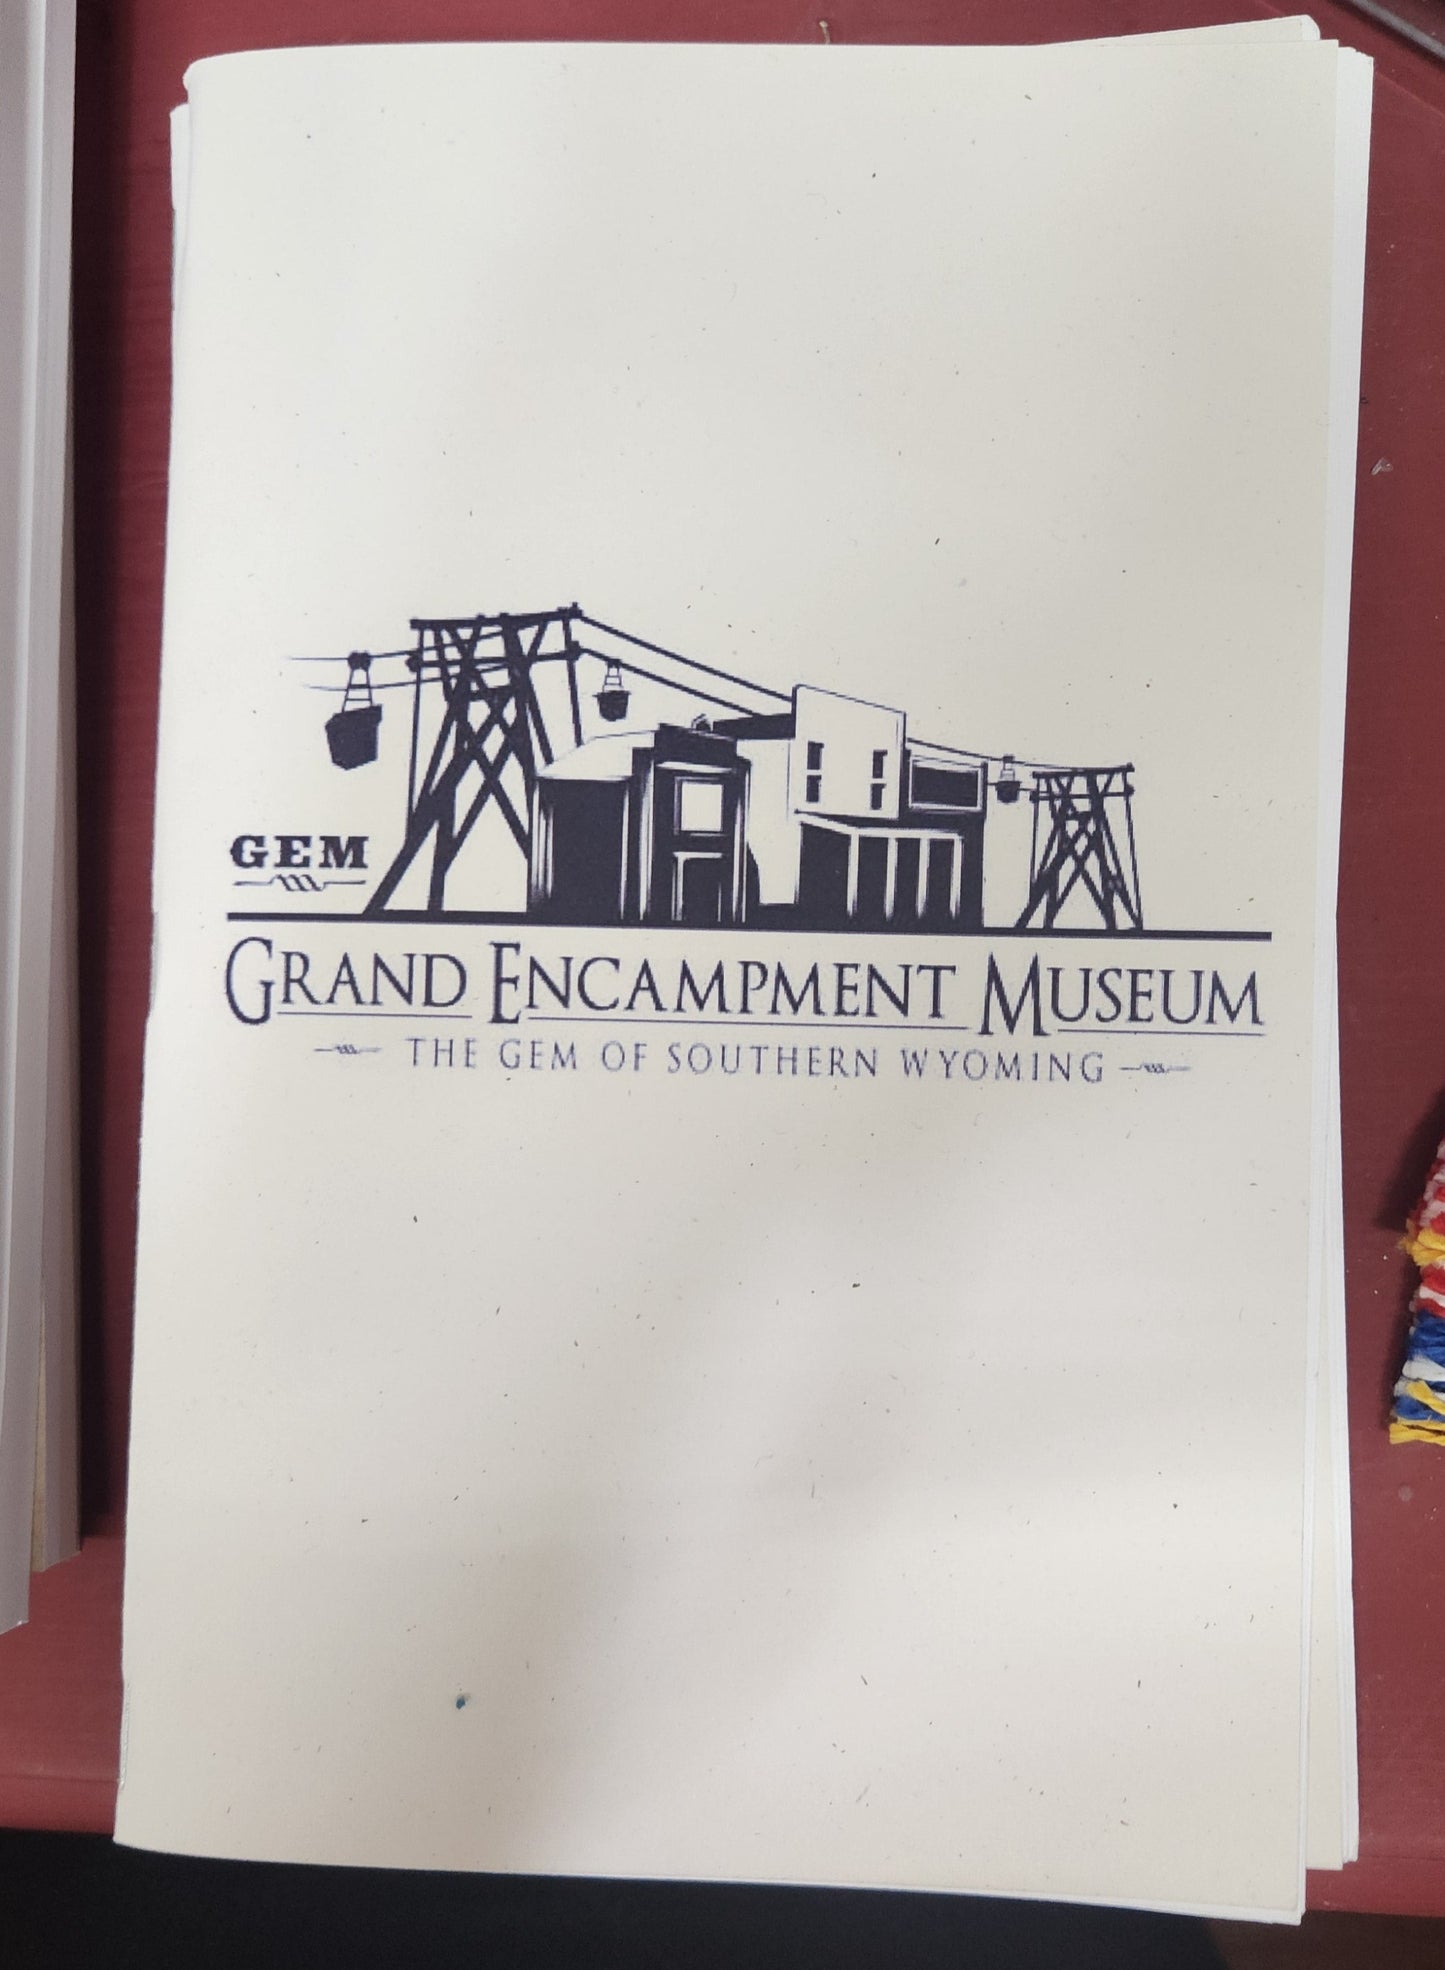 GEM
GRAND ENCAMPMENT MUSEUM
THE GEM OF SOUTHERN WYOMING